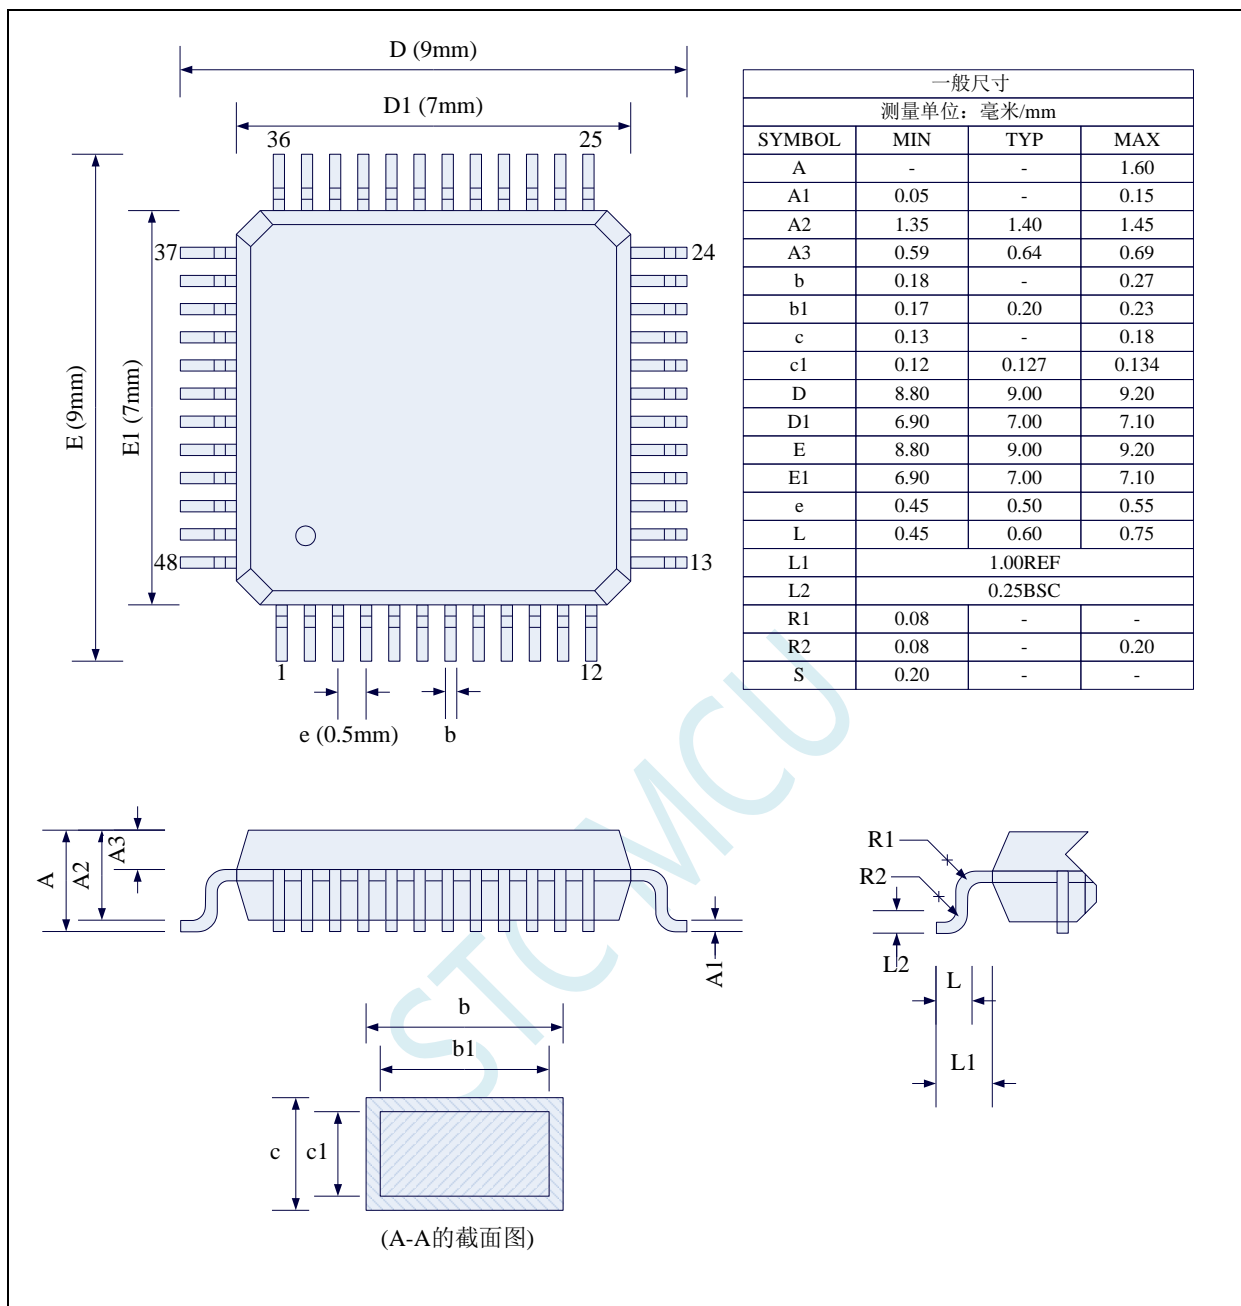 D (9mm)
D1 (7mm)
36 25
37 24
E (9mm)
E1 (7mm)
48 13
1 12
e (0.5mm) b
一般尺寸
测量单位：毫米/mm
SYMBOL MIN TYP MAX
A - - 1.60
A1 0.05 - 0.15
A2 1.35 1.40 1.45
A3 0.59 0.64 0.69
b 0.18 - 0.27
b1 0.17 0.20 0.23
c 0.13 - 0.18
c1 0.12 0.127 0.134
D 8.80 9.00 9.20
D1 6.90 7.00 7.10
E 8.80 9.00 9.20
E1 6.90 7.00 7.10
e 0.45 0.50 0.55
L 0.45 0.60 0.75
L1 1.00REF
L2 0.25BSC
R1 0.08 - -
R2 0.08 - 0.20
S 0.20 - -
STC MCU
A A2 A3
A1
R1
R2
L2
L
L1
b
b1
c c1
(A-A的截面图)